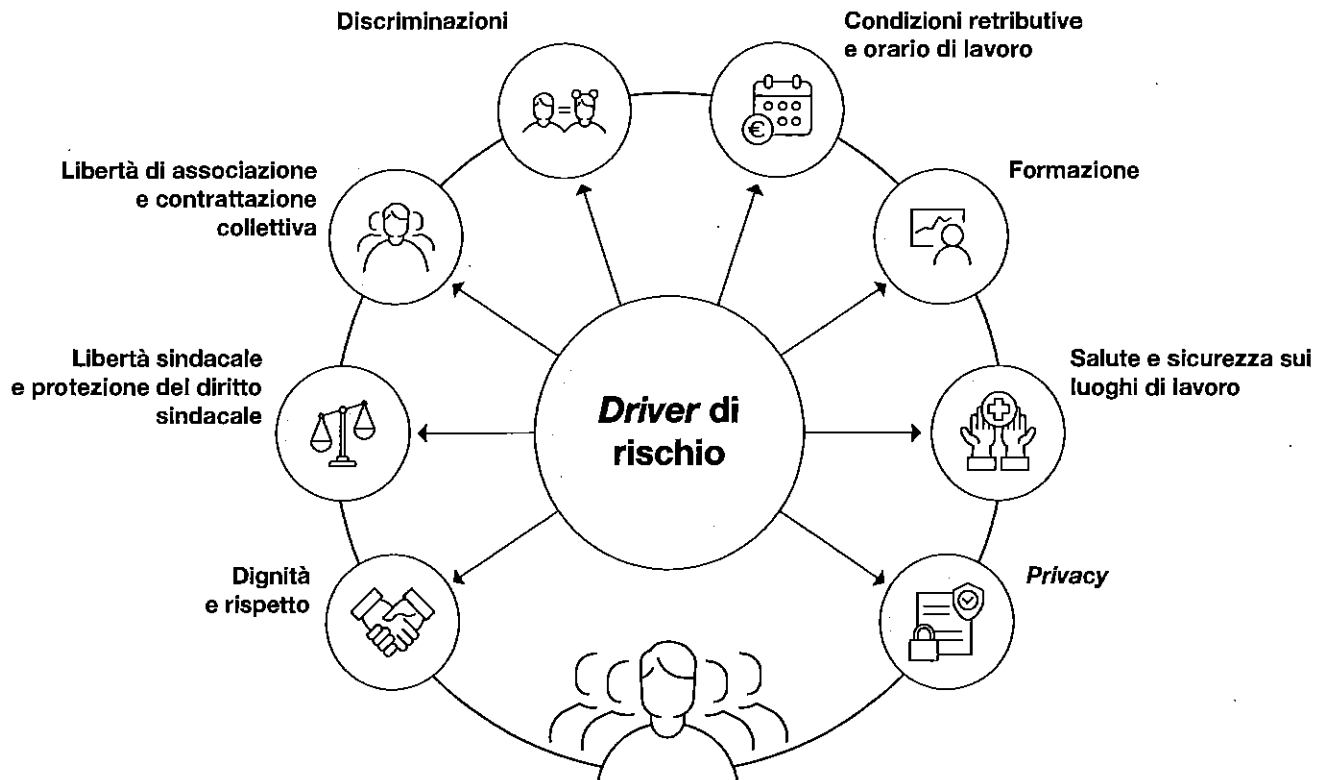 Discriminazioni
Condizioni retributive
e orario di lavoro
Libertà di associazione
e contrattazione
collettiva
Formazione
Libertà sindacale
e protezione del diritto
sindacale
Driver di
rischio
Salute e sicurezza sui
luoghi di lavoro
Dignità
e rispetto
Privacy